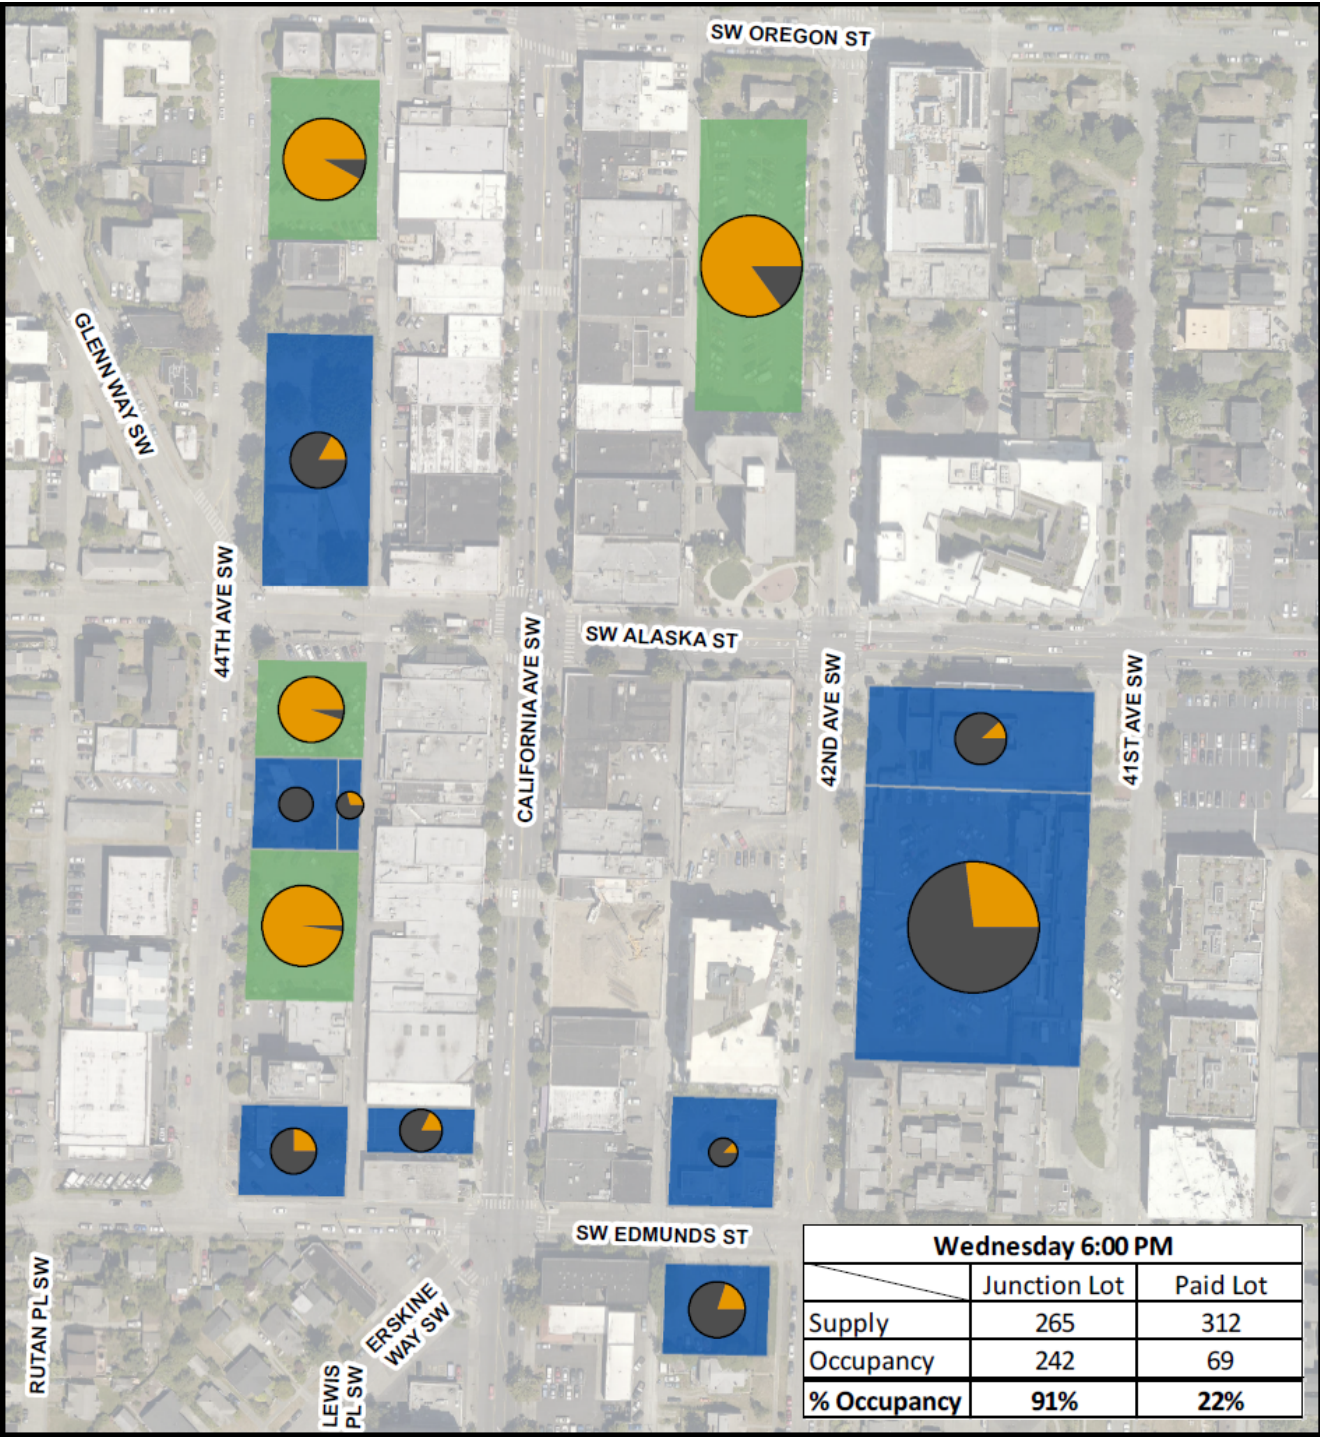 SW OREGON ST
GLENN WAY SW
44TH AVE SW
CALIFORNIA AVE SW
SW ALASKA ST
42ND AVE SW
41ST AVE SW
SW EDMUNDS ST
RUTAN PL SW
LEWIS
PL SW
ERSKINE
WAY SW
Wednesday 6:00 PM
Junction Lot Paid Lot
Supply 265 312
Occupancy 242 69
% Occupancy 91% 22%